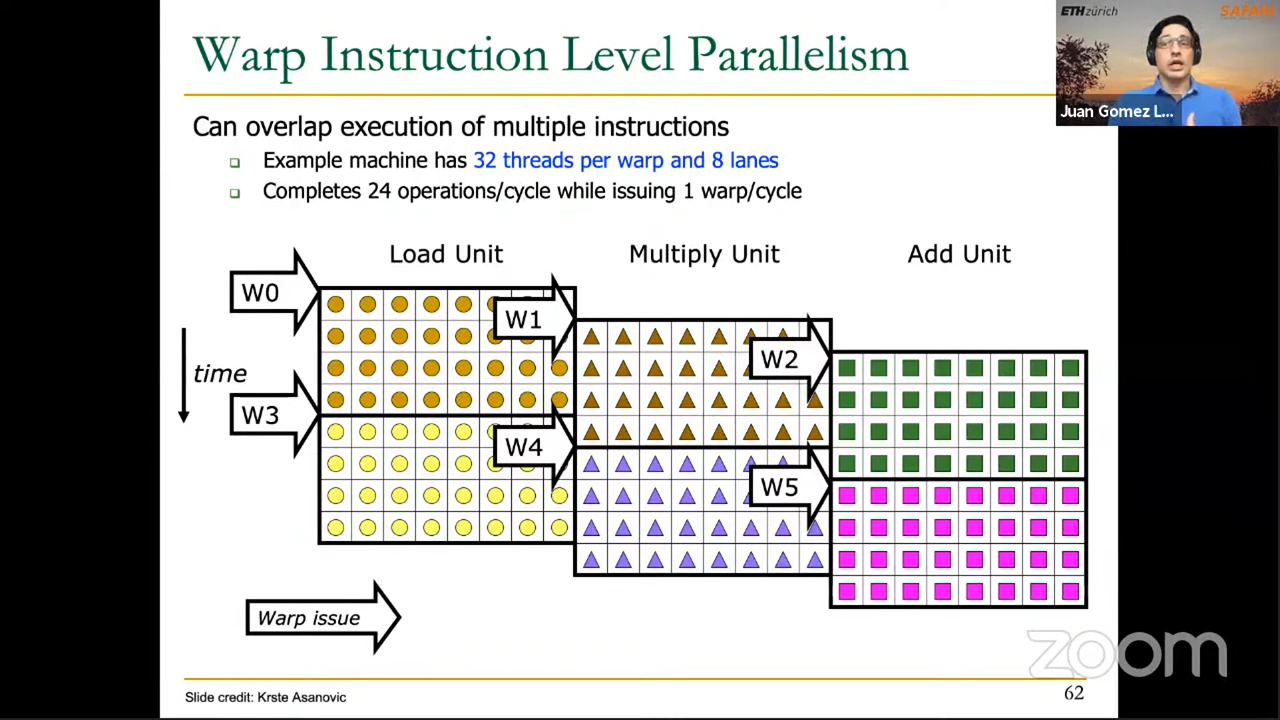 Warp Instruction Level Parallelism
ETH zürich
SAFARI
Juan Gomez L...
Can overlap execution of multiple instructions
Example machine has 32 threads per warp and 8 lanes
Completes 24 operations/cycle while issuing 1 warp/cycle
Load Unit
Multiply Unit
Add Unit
W0
W1
W2
time
W3
W4
W5
Warp issue
zoom
Slide credit: Krste Asanovic
62